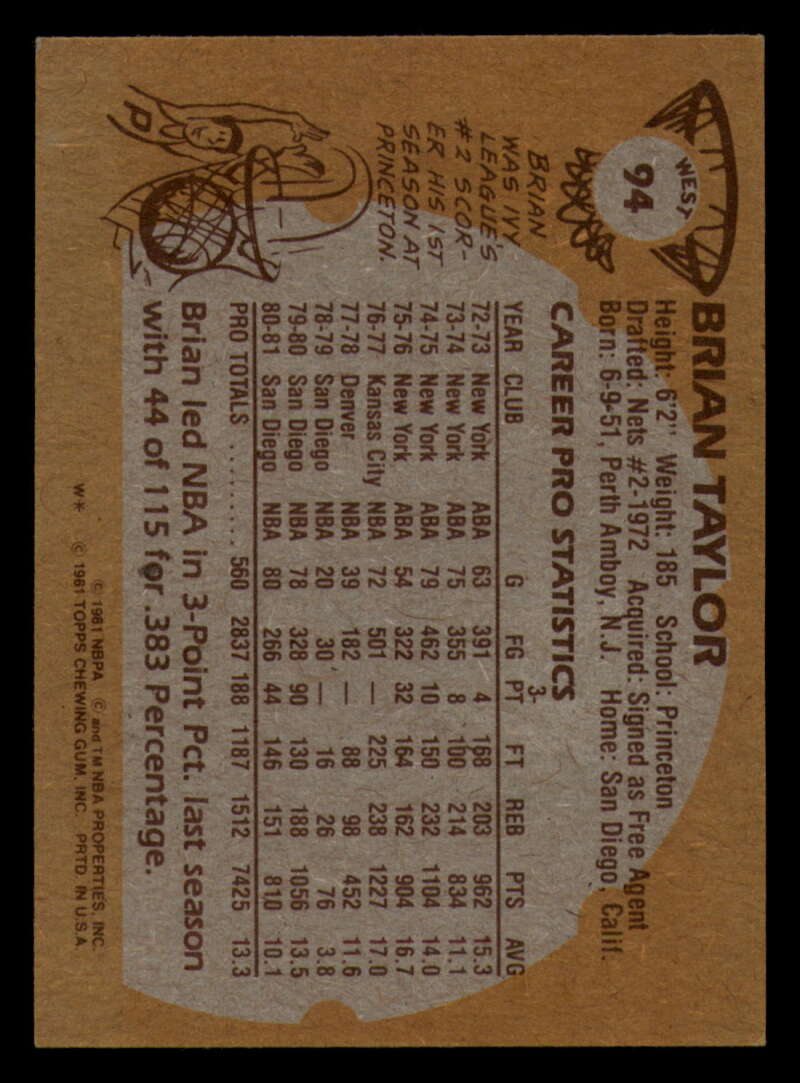 WEST
94
BRIAN TAYLOR
Height: 6'2" Weight: 185 School: Princeton
Drafted: Nets #2-1972 Acquired: Signed as Free Agent
Born: 6-9-51, Perth Amboy, N.J. Home: San Diego, Calif.
BRIAN
WAS IVY
LEAGUE'S
#2 SCOR-
ER HIS 1ST
SEASON AT
PRINCETON.
P
CAREER PRO STATISTICS
3-
YEAR CLUB G FG PT FT REB PTS AVG
72-73 New York ABA 63 391 4 168 203 962 15.3
73-74 New York ABA 75 355 8 100 214 834 11.1
74-75 New York ABA 79 462 10 150 232 1104 14.0
75-76 New York ABA 54 322 32 164 162 904 16.7
76-77 Kansas City NBA 72 501 — 225 238 1227 17.0
77-78 Denver NBA 39 182 — 88 98 452 11.6
78-79 San Diego NBA 20 30 — 16 26 76 3.8
79-80 San Diego NBA 78 328 90 130 188 1056 13.5
80-81 San Diego NBA 80 266 44 146 151 810 10.1
PRO TOTALS ......... 560 2837 188 1187 1512 7425 13.3
Brian led NBA in 3-Point Pct. last season
with 44 of 115 for .383 Percentage.
© 1981 NBPA © and TM NBA PROPERTIES, INC.
W* © 1981 TOPPS CHEWING GUM, INC. PRTD. IN U.S.A.